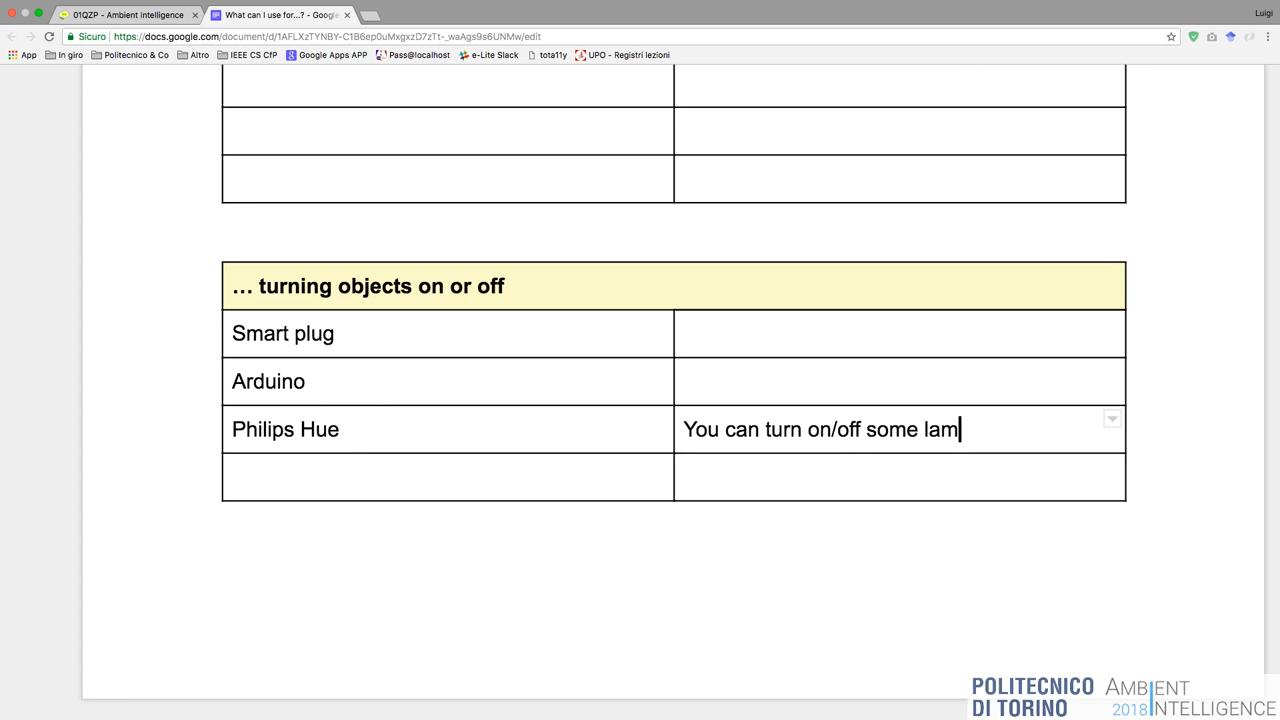 01QZP - Ambient Intelligence
What can I use for...? - Google
Luigi
Sicuro
https://docs.google.com/document/d/1AFLXzTYNBY-C1B6ep0uMxgxzD7zTt-_waAgs9s6UNMw/edit
App
In giro
Politecnico & Co
Altro
IEEE CS CfP
Google Apps APP
Pass@localhost
e-Lite Slack
tota11y
UPO - Registri lezioni
… turning objects on or off
Smart plug
Arduino
Philips Hue
You can turn on/off some lam
POLITECNICO
DI TORINO
AMBIENT
2018 INTELLIGENCE